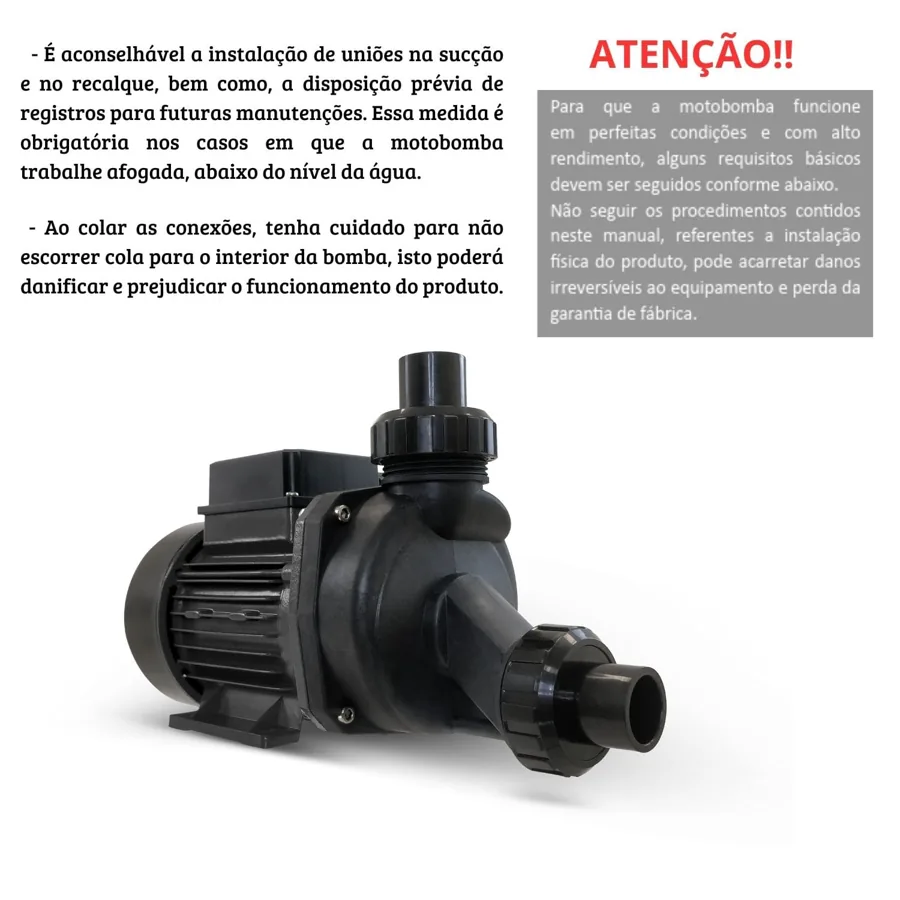 - É aconselhável a instalação de uniões na sucção
e no recalque, bem como, a disposição prévia de
registros para futuras manutenções. Essa medida é
obrigatória nos casos em que a motobomba
trabalhe afogada, abaixo do nível da água.
- Ao colar as conexões, tenha cuidado para não
escorrer cola para o interior da bomba, isto poderá
danificar e prejudicar o funcionamento do produto.
ATENÇÃO!!
Para que a motobomba funcione
em perfeitas condições e com alto
rendimento, alguns requisitos básicos
devem ser seguidos conforme abaixo.
Não seguir os procedimentos contidos
neste manual, referentes a instalação
física do produto, pode acarretar danos
irreversíveis ao equipamento e perda da
garantia de fábrica.